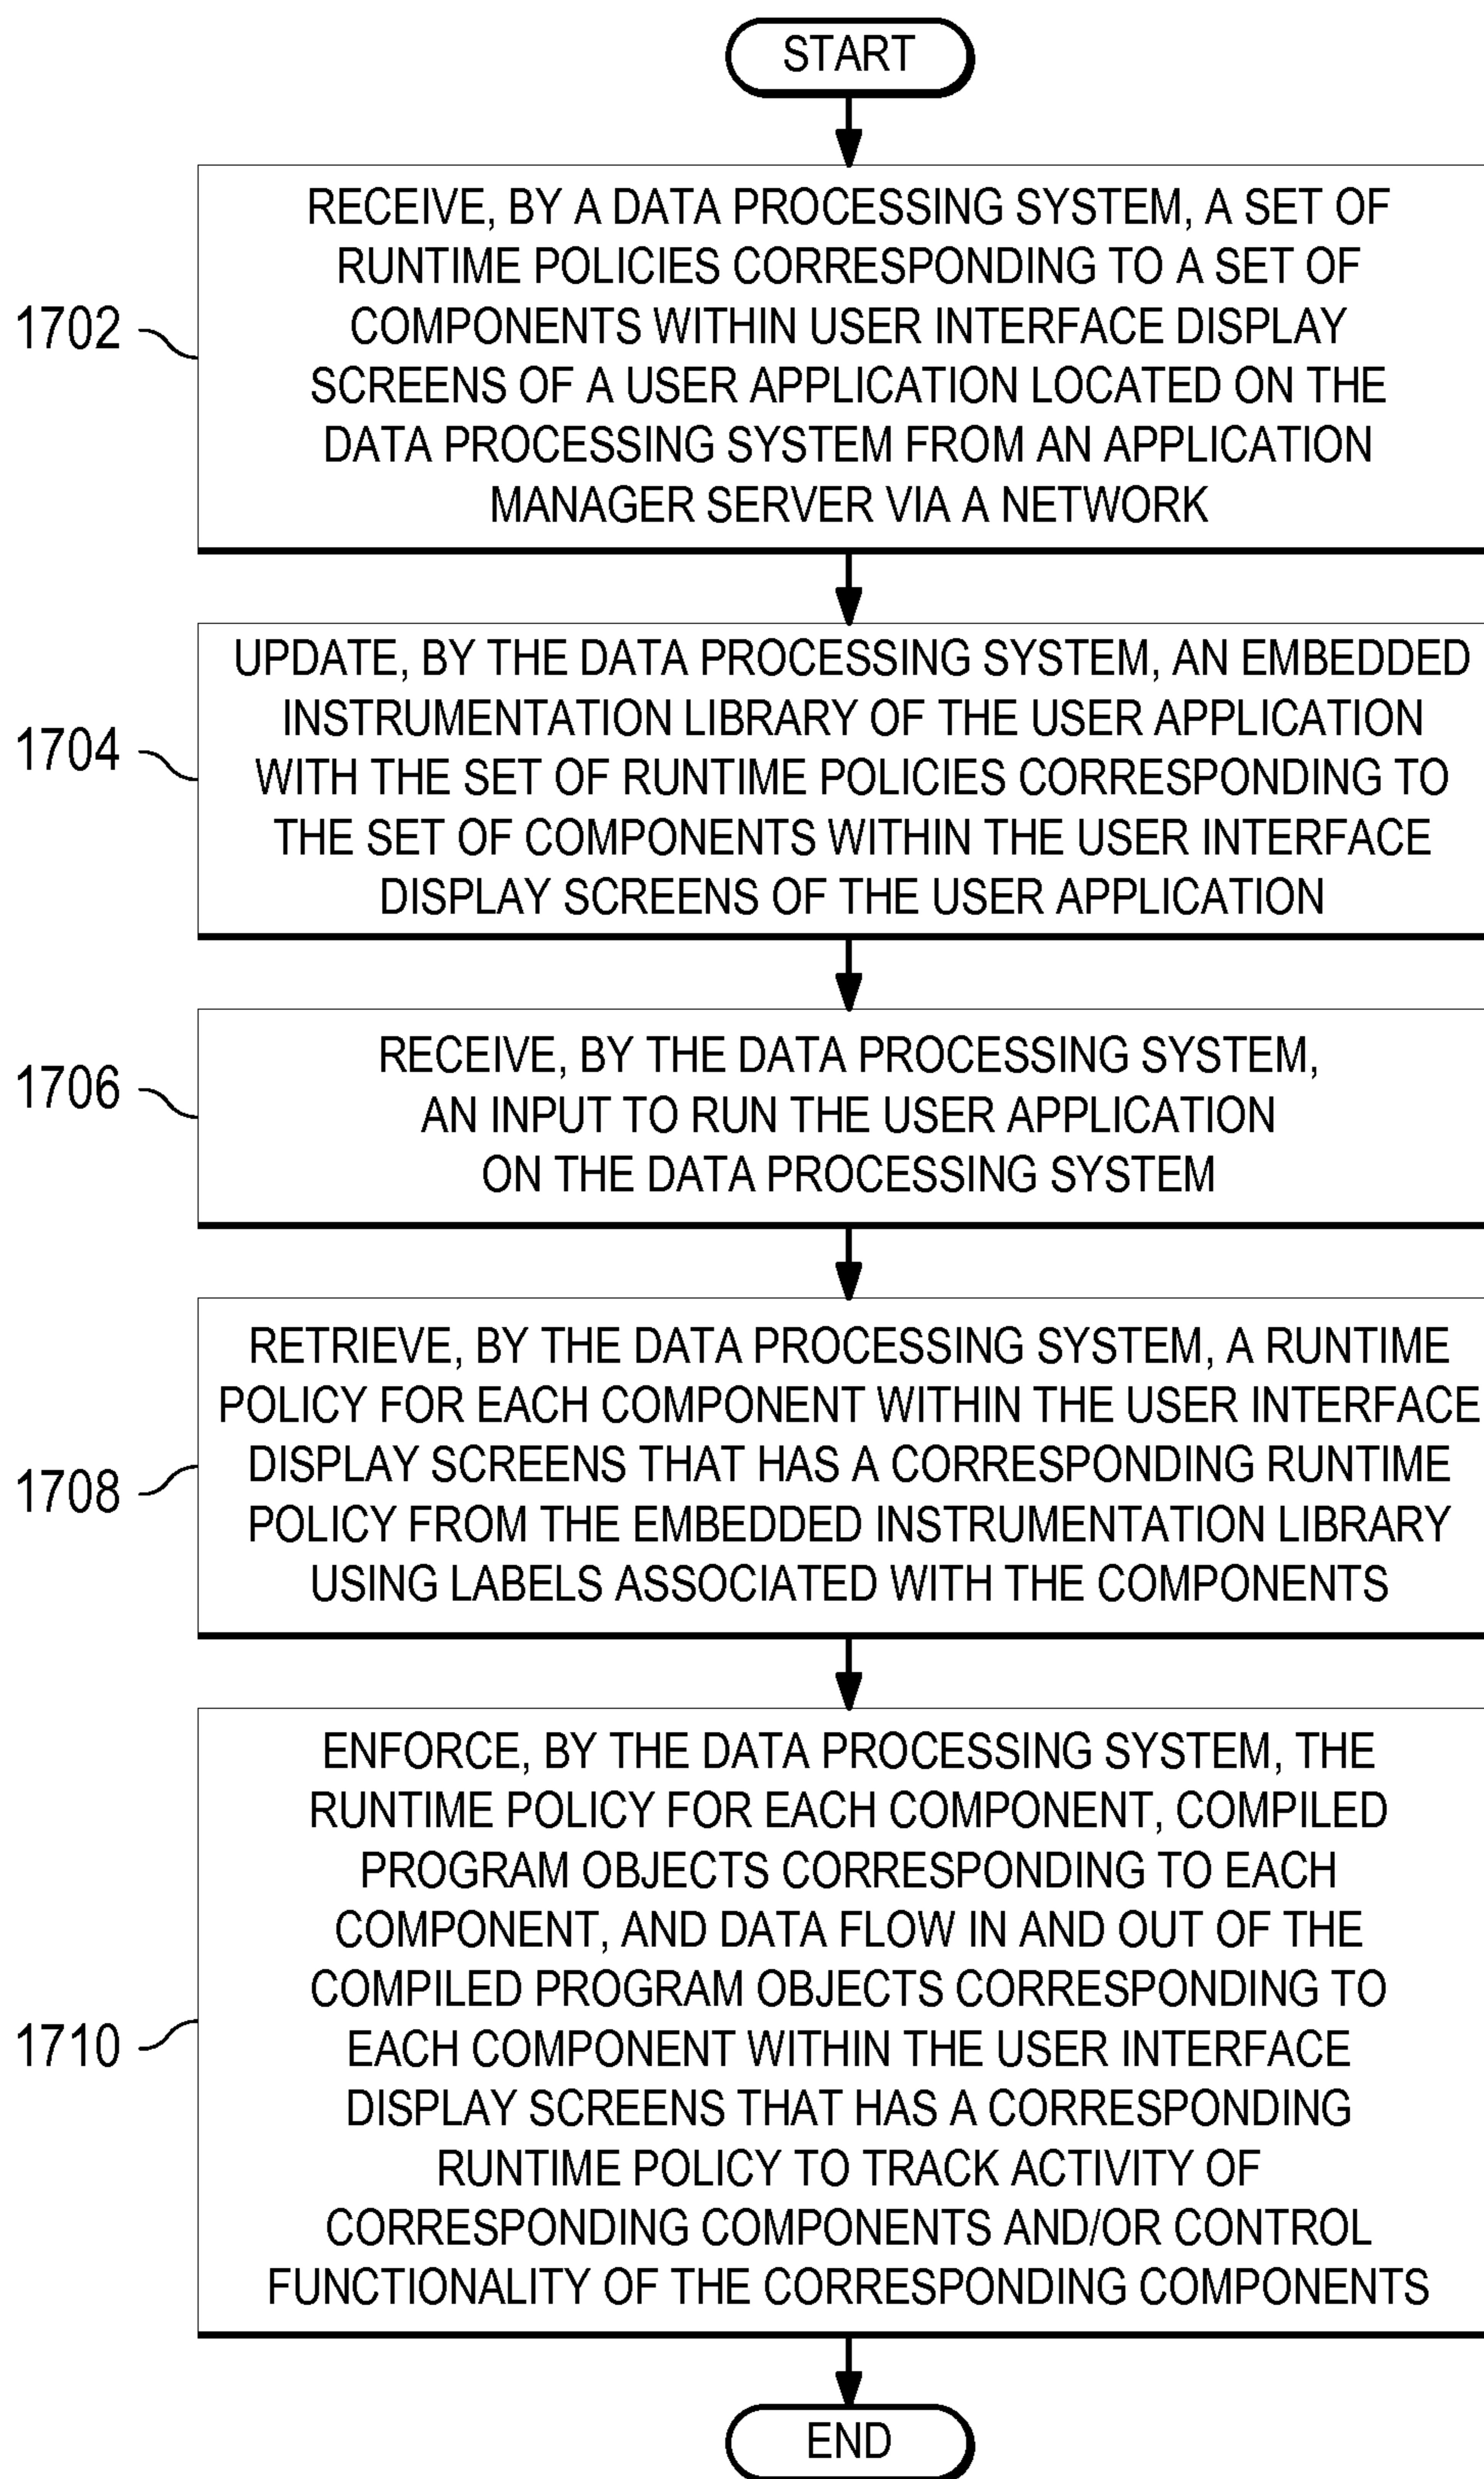 START
RECEIVE, BY A DATA PROCESSING SYSTEM, A SET OF
RUNTIME POLICIES CORRESPONDING TO A SET OF
COMPONENTS WITHIN USER INTERFACE DISPLAY
SCREENS OF A USER APPLICATION LOCATED ON THE
DATA PROCESSING SYSTEM FROM AN APPLICATION
MANAGER SERVER VIA A NETWORK
1702
UPDATE, BY THE DATA PROCESSING SYSTEM, AN EMBEDDED
INSTRUMENTATION LIBRARY OF THE USER APPLICATION
WITH THE SET OF RUNTIME POLICIES CORRESPONDING TO
THE SET OF COMPONENTS WITHIN THE USER INTERFACE
DISPLAY SCREENS OF THE USER APPLICATION
1704
RECEIVE, BY THE DATA PROCESSING SYSTEM,
AN INPUT TO RUN THE USER APPLICATION
ON THE DATA PROCESSING SYSTEM
1706
RETRIEVE, BY THE DATA PROCESSING SYSTEM, A RUNTIME
POLICY FOR EACH COMPONENT WITHIN THE USER INTERFACE
DISPLAY SCREENS THAT HAS A CORRESPONDING RUNTIME
POLICY FROM THE EMBEDDED INSTRUMENTATION LIBRARY
USING LABELS ASSOCIATED WITH THE COMPONENTS
1708
ENFORCE, BY THE DATA PROCESSING SYSTEM, THE
RUNTIME POLICY FOR EACH COMPONENT, COMPILED
PROGRAM OBJECTS CORRESPONDING TO EACH
COMPONENT, AND DATA FLOW IN AND OUT OF THE
COMPILED PROGRAM OBJECTS CORRESPONDING TO
EACH COMPONENT WITHIN THE USER INTERFACE
DISPLAY SCREENS THAT HAS A CORRESPONDING
RUNTIME POLICY TO TRACK ACTIVITY OF
CORRESPONDING COMPONENTS AND/OR CONTROL
FUNCTIONALITY OF THE CORRESPONDING COMPONENTS
1710
END